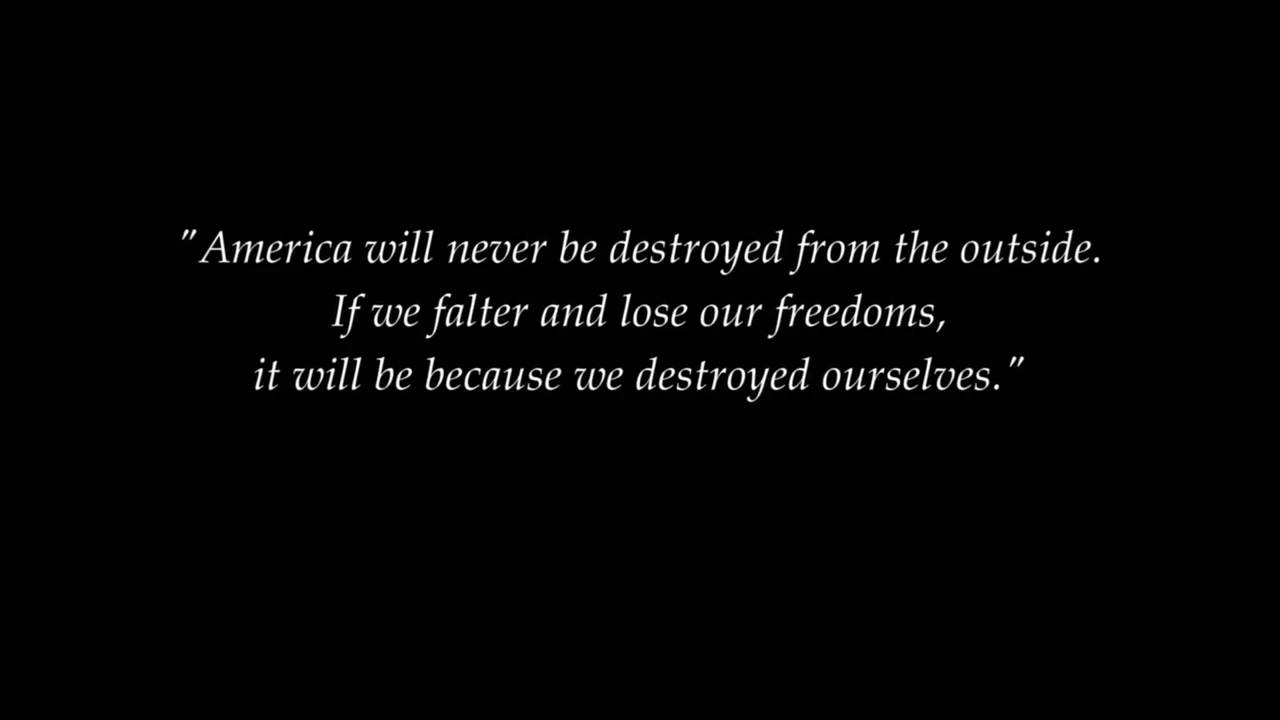 "America will never be destroyed from the outside.
If we falter and lose our freedoms,
it will be because we destroyed ourselves."